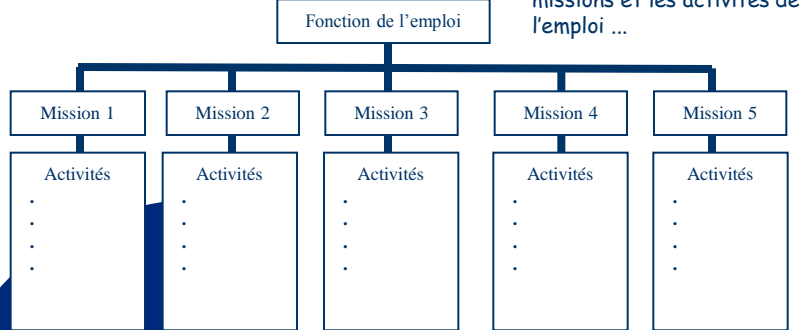 missions et les activités de
l'emploi ...
Fonction de l'emploi
Mission 1
Mission 2
Mission 3
Mission 4
Mission 5
Activités
.
.
.
.
Activités
.
.
.
.
Activités
.
.
.
.
Activités
.
.
.
.
Activités
.
.
.
.